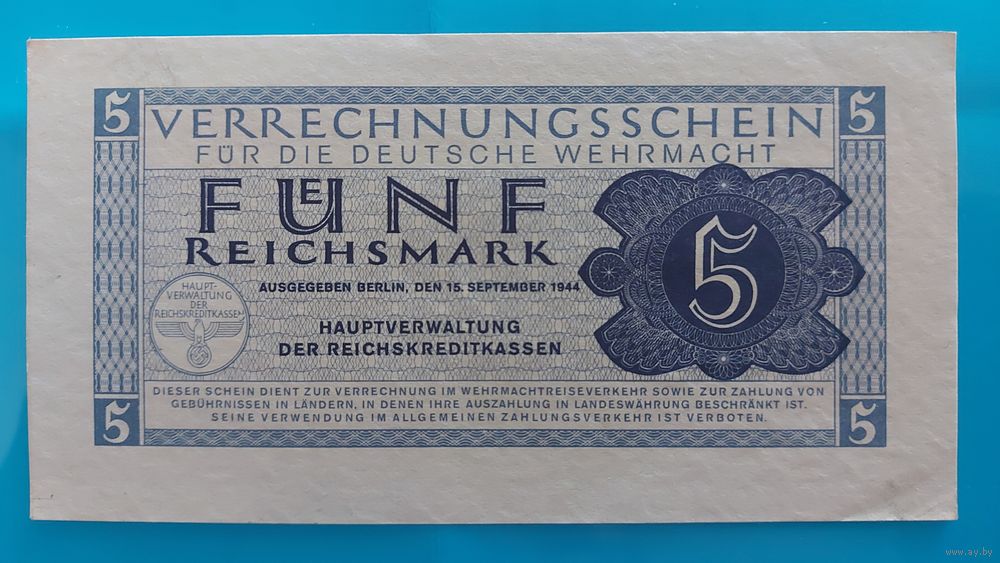 5 5
VERRECHNUNGSSCHEIN
FÜR DIE DEUTSCHE WEHRMACHT
FUENF
REICHSMARK
5
AUSGEGEBEN BERLIN, DEN 15. SEPTEMBER 1944
HAUPT-
VERWALTUNG
DER
REICHSKREDITKASSEN
HAUPTVERWALTUNG
DER REICHSKREDITKASSEN
DIESER SCHEIN DIENT ZUR VERRECHNUNG IM WEHRMACHTREISEVERKEHR SOWIE ZUR ZAHLUNG VON
GEBÜHRNISSEN IN LÄNDERN, IN DENEN IHRE AUSZAHLUNG IN LANDESWÄHRUNG BESCHRÄNKT IST.
SEINE VERWENDUNG IM ALLGEMEINEN ZAHLUNGSVERKEHR IST VERBOTEN.
5 5
www.ay.by